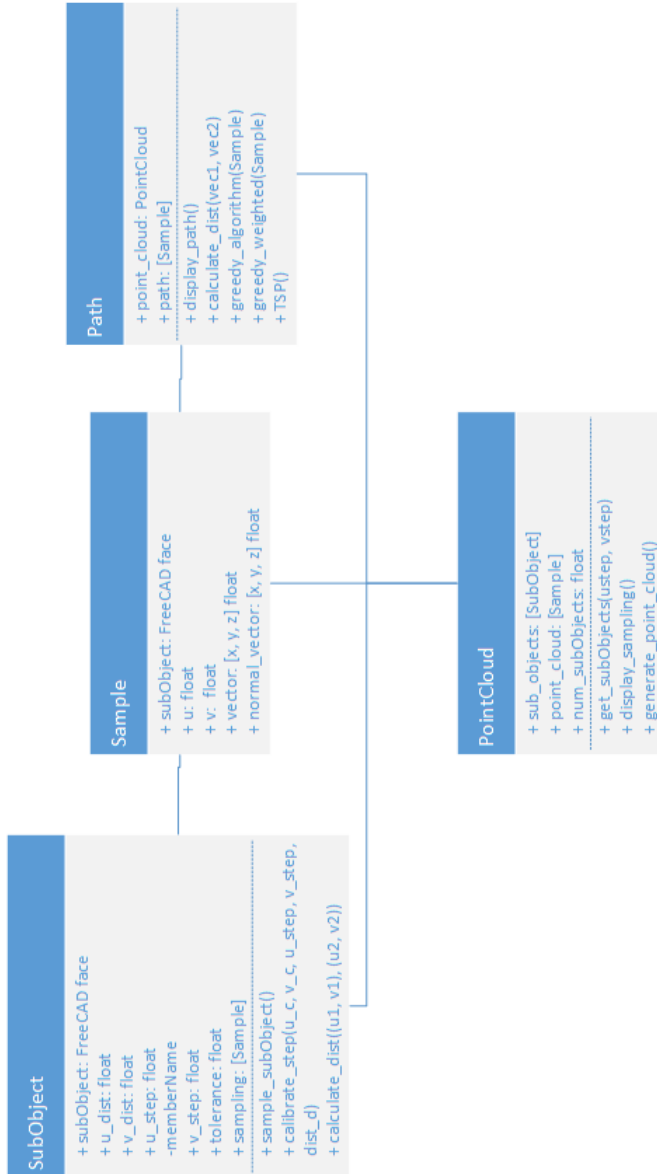 SubObject
+ subObject: FreeCAD face
+ u_dist: float
+ v_dist: float
+ u_step: float
-memberName
+ v_step: float
+ tolerance: float
+ sampling: [Sample]
+ sample_subObject()
+ calibrate_step(u_c, v_c, u_step, v_step,
dist_d)
+ calculate_dist((u1, v1), (u2, v2))
Sample
+ subObject: FreeCAD face
+ u: float
+ v: float
+ vector: [x, y, z] float
+ normal_vector: [x, y, z] float
Path
+ point_cloud: PointCloud
+ path: [Sample]
+ display_path()
+ calculate_dist(vec1, vec2)
+ greedy_algorithm(Sample)
+ greedy_weighted(Sample)
+ TSP()
PointCloud
+ sub_objects: [SubObject]
+ point_cloud: [Sample]
+ num_subObjects: float
+ get_subObjects(ustep, vstep)
+ display_sampling()
+ generate_point_cloud()